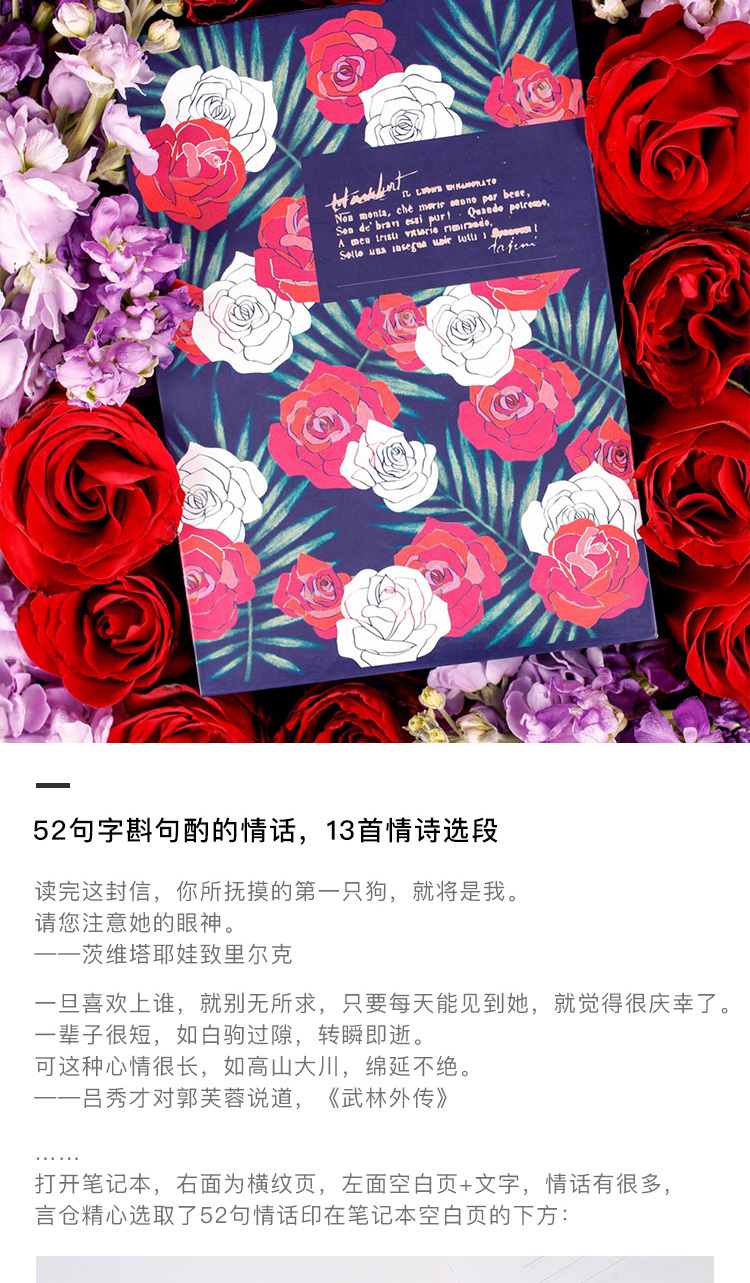 IL LEONE INNAMORATO
Non monta, ché morir sanno per bene,
Son de' bravi essi pur! Quando potremo,
A men tristi vatario rimirando,
Sotto una insegna unir tutti i
52句字斟句酌的情话，13首情诗选段
读完这封信，你所抚摸的第一只狗，就将是我。
请您注意她的眼神。
——茨维塔耶娃致里尔克
一旦喜欢上谁，就别无所求，只要每天能见到她，就觉得很庆幸了。
一辈子很短，如白驹过隙，转瞬即逝。
可这种心情很长，如高山大川，绵延不绝。
——吕秀才对郭芙蓉说道，《武林外传》
……
打开笔记本，右面为横纹页，左面空白页+文字，情话有很多，
言仓精心选取了52句情话印在笔记本空白页的下方：